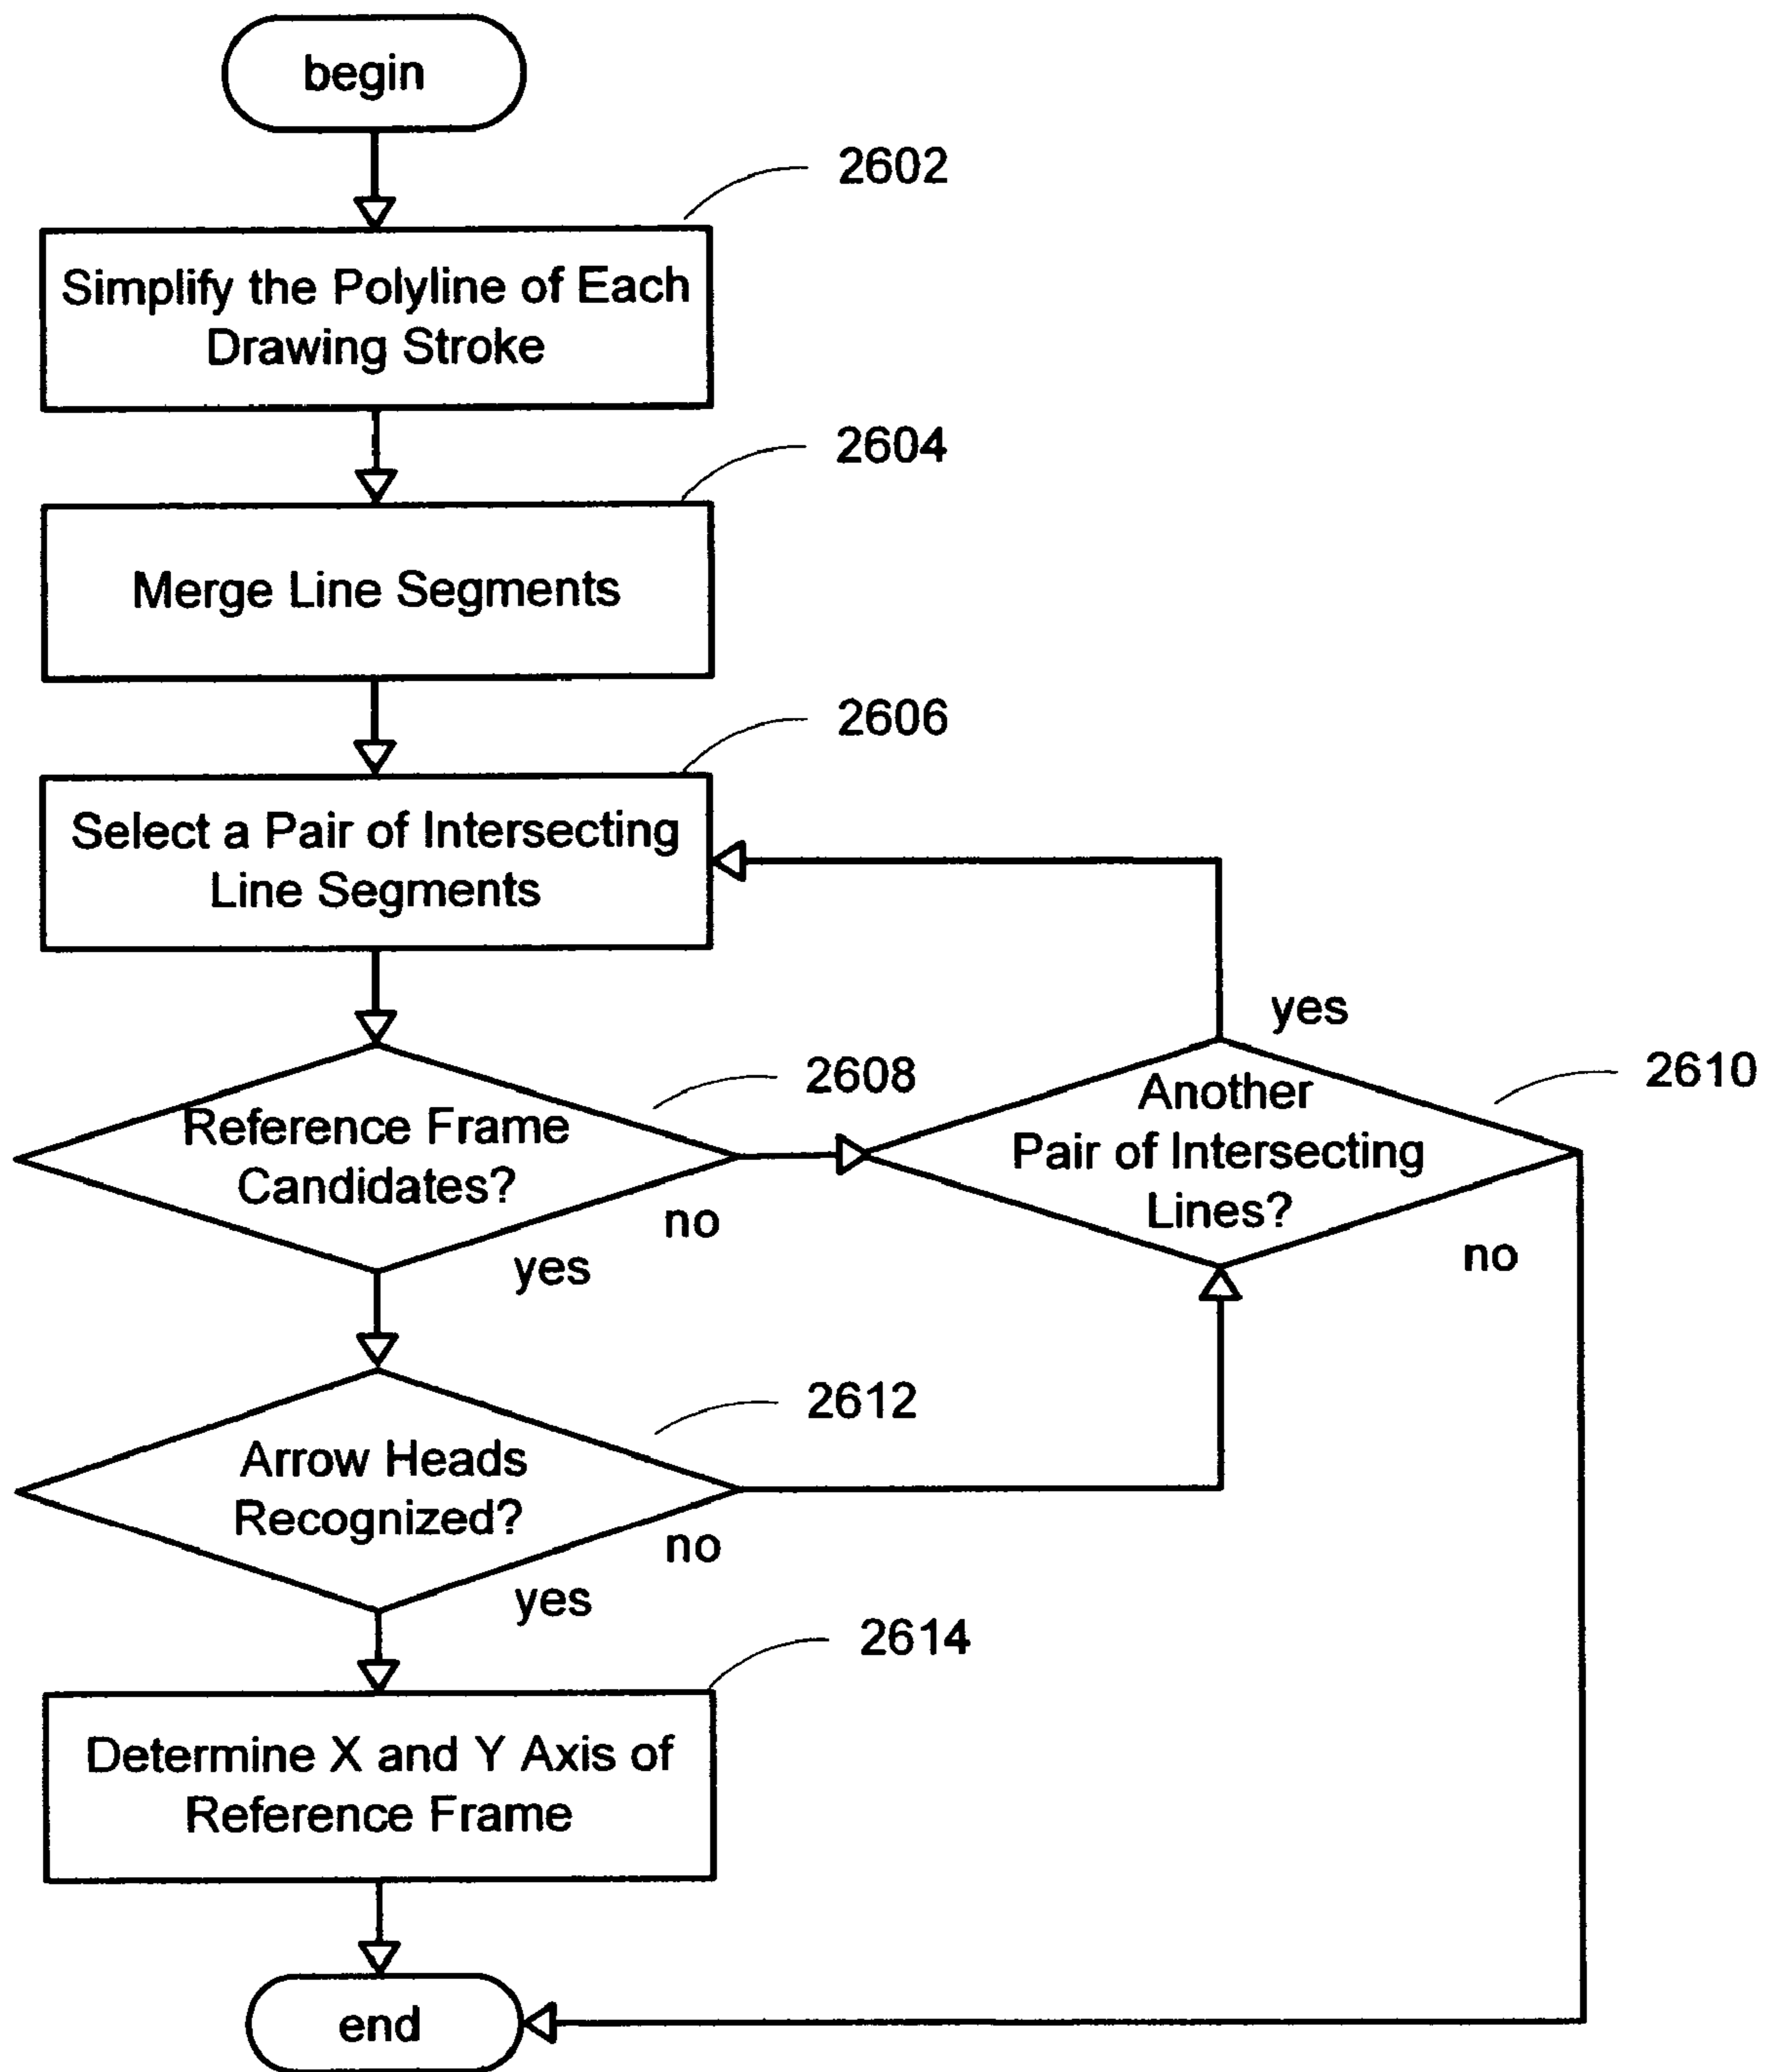 begin
2602
Simplify the Polyline of Each
Drawing Stroke
2604
Merge Line Segments
2606
Select a Pair of Intersecting
Line Segments
yes
2608
2610
Reference Frame
Candidates?
no
yes
Another
Pair of Intersecting
Lines?
no
2612
Arrow Heads
Recognized?
no
yes
2614
Determine X and Y Axis of
Reference Frame
end